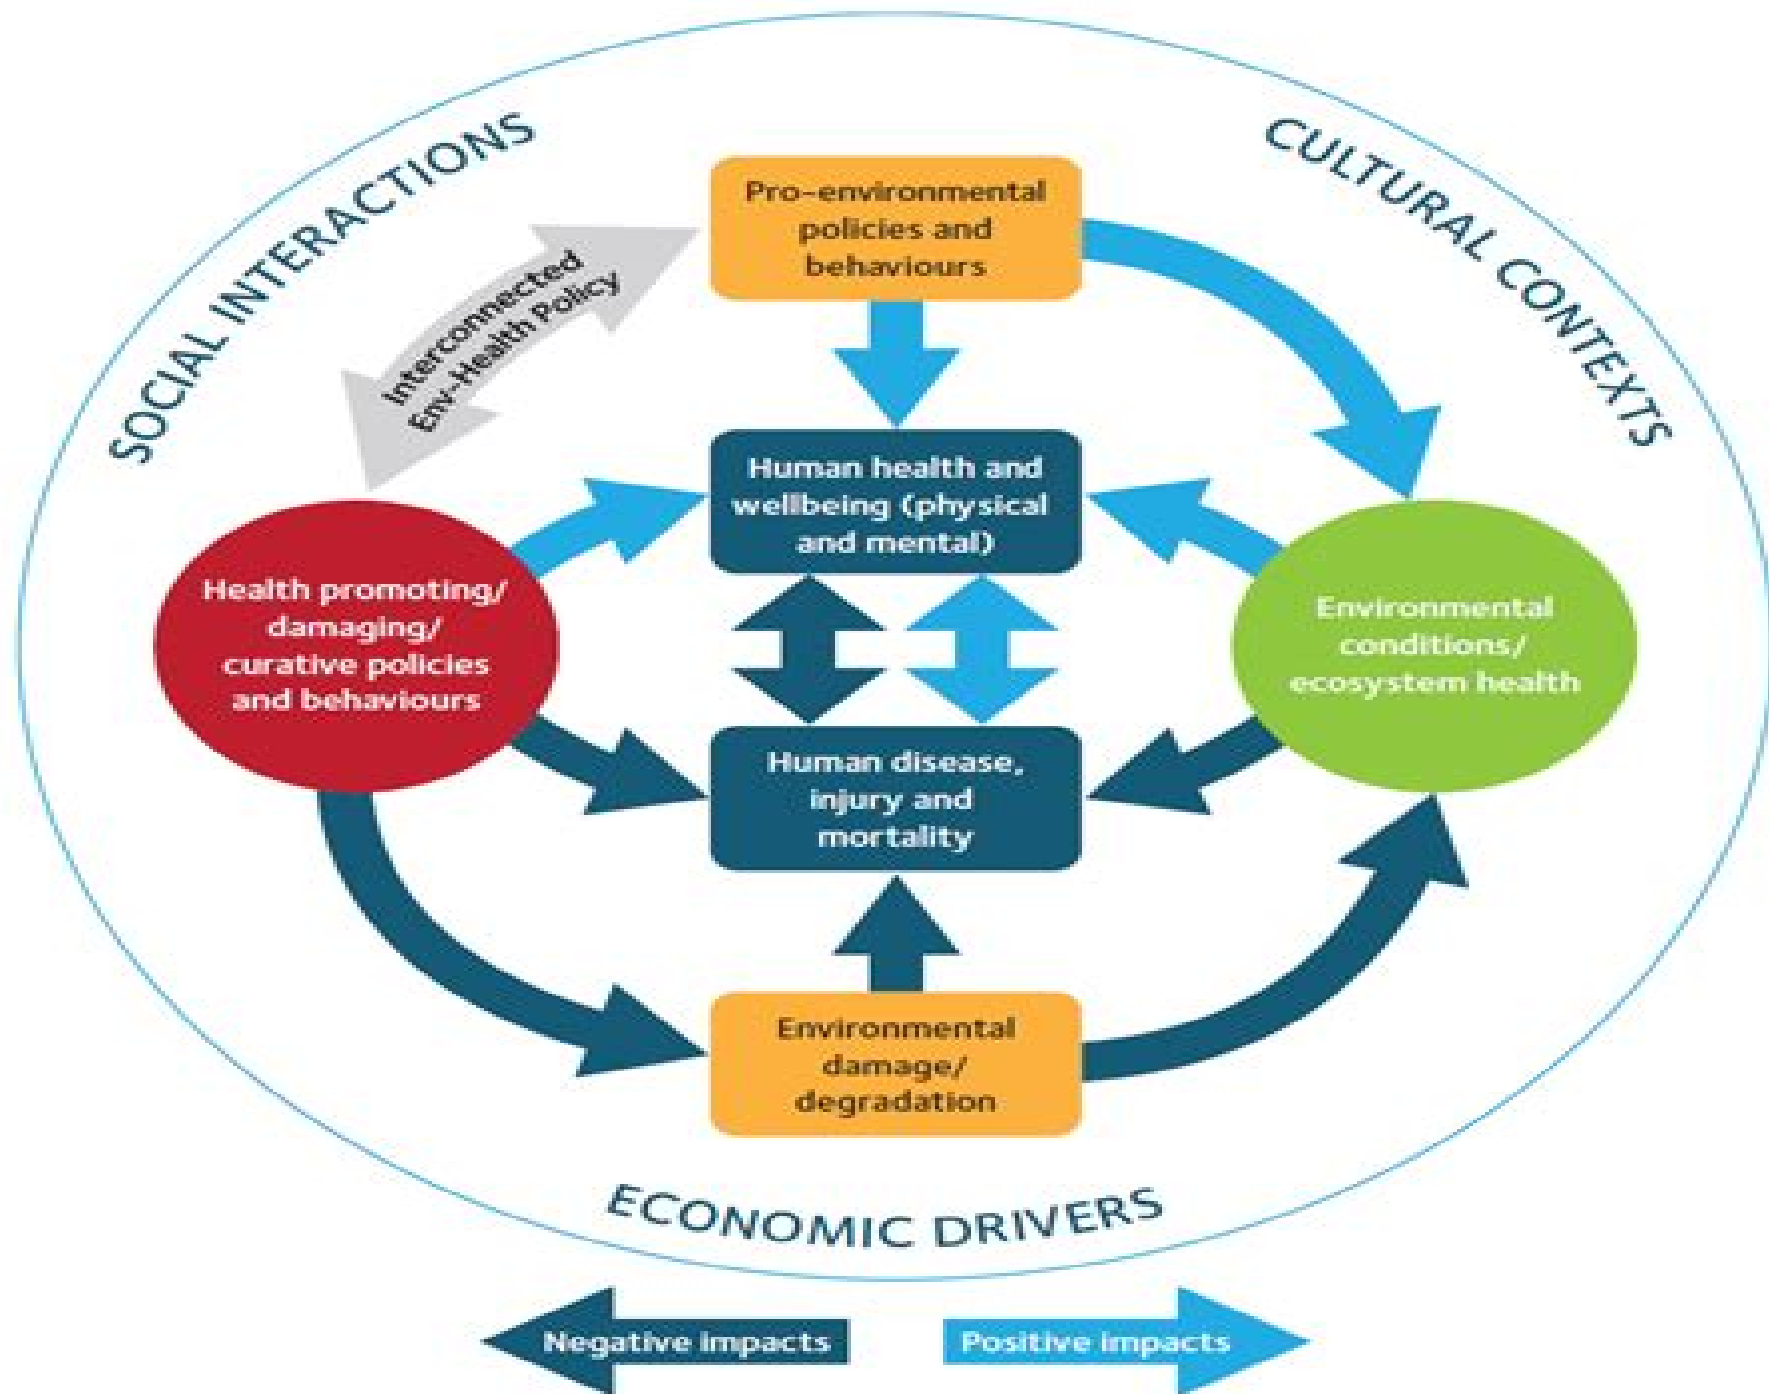 SOCIAL INTERACTIONS
CULTURAL CONTEXTS
Pro-environmental
policies and
behaviours
Interconnected
Env-Health Policy
Human health and
wellbeing (physical
and mental)
Health promoting/
damaging/
curative policies
and behaviours
Environmental
conditions/
ecosystem health
Human disease,
injury and
mortality
Environmental
damage/
degradation
ECONOMIC DRIVERS
Negative impacts
Positive impacts